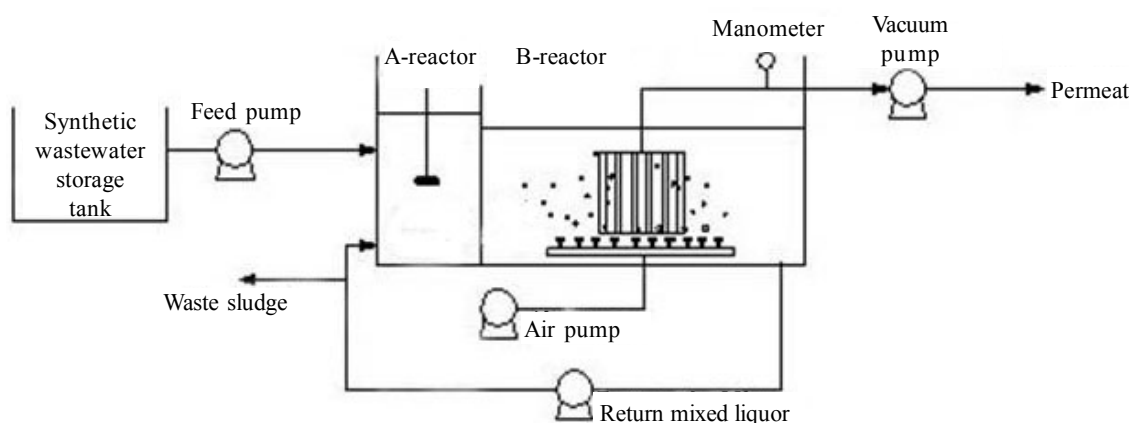 Manometer
Vacuum
pump
A-reactor
B-reactor
Permeat
Feed pump
Synthetic
wastewater
storage
tank
Waste sludge
Air pump
Return mixed liquor